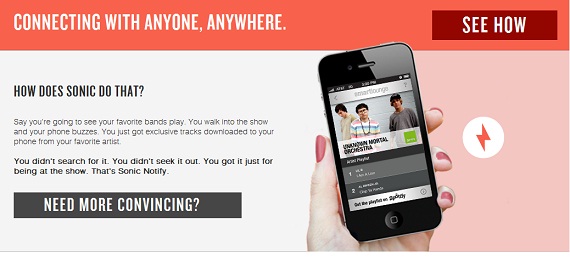 CONNECTING WITH ANYONE, ANYWHERE.
SEE HOW
HOW DOES SONIC DO THAT?
Say you're going to see your favorite bands play. You walk into the show
and your phone buzzes. You just got exclusive tracks downloaded to your
phone from your favorite artist.
You didn't search for it. You didn't seek it out. You got it just for
being at the show. That's Sonic Notify.
NEED MORE CONVINCING?
AT&T
smartlounge
UNKNOWN MORTAL
ORCHESTRA
Artist Playlist
1
2
Get the playlist on Spotify